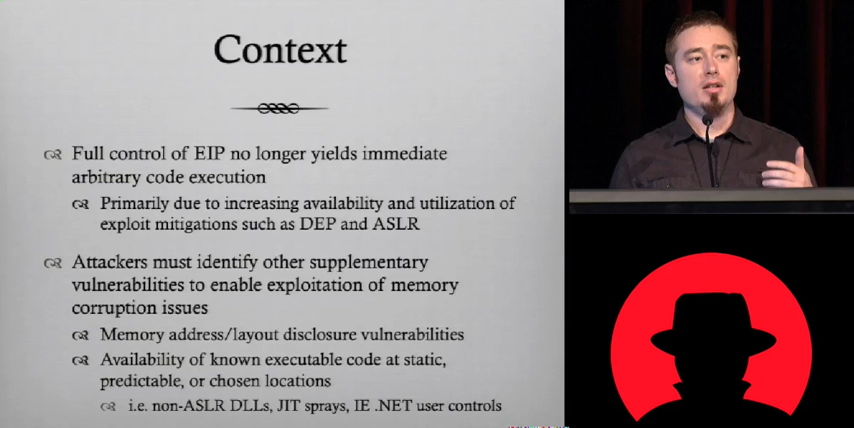 Context
Full control of EIP no longer yields immediate
arbitrary code execution
Primarily due to increasing availability and utilization of
exploit mitigations such as DEP and ASLR
Attackers must identify other supplementary
vulnerabilities to enable exploitation of memory
corruption issues
Memory address/layout disclosure vulnerabilities
Availability of known executable code at static,
predictable, or chosen locations
i.e. non-ASLR DLLs, JIT sprays, IE .NET user controls